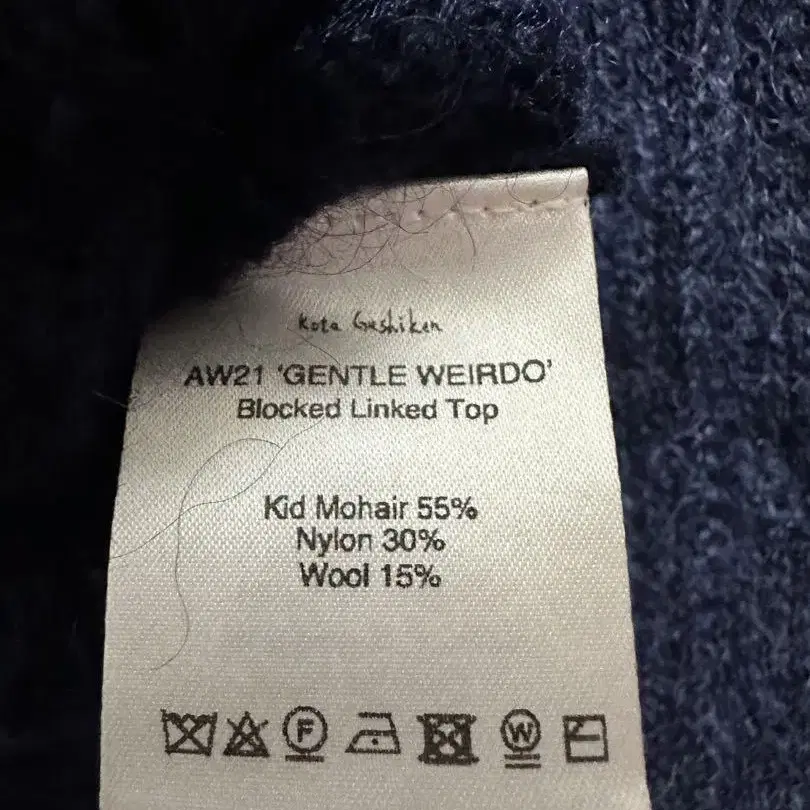 Kota Gushiken
AW21 'GENTLE WEIRDO'
Blocked Linked Top
Kid Mohair 55%
Nylon 30%
Wool 15%
F W